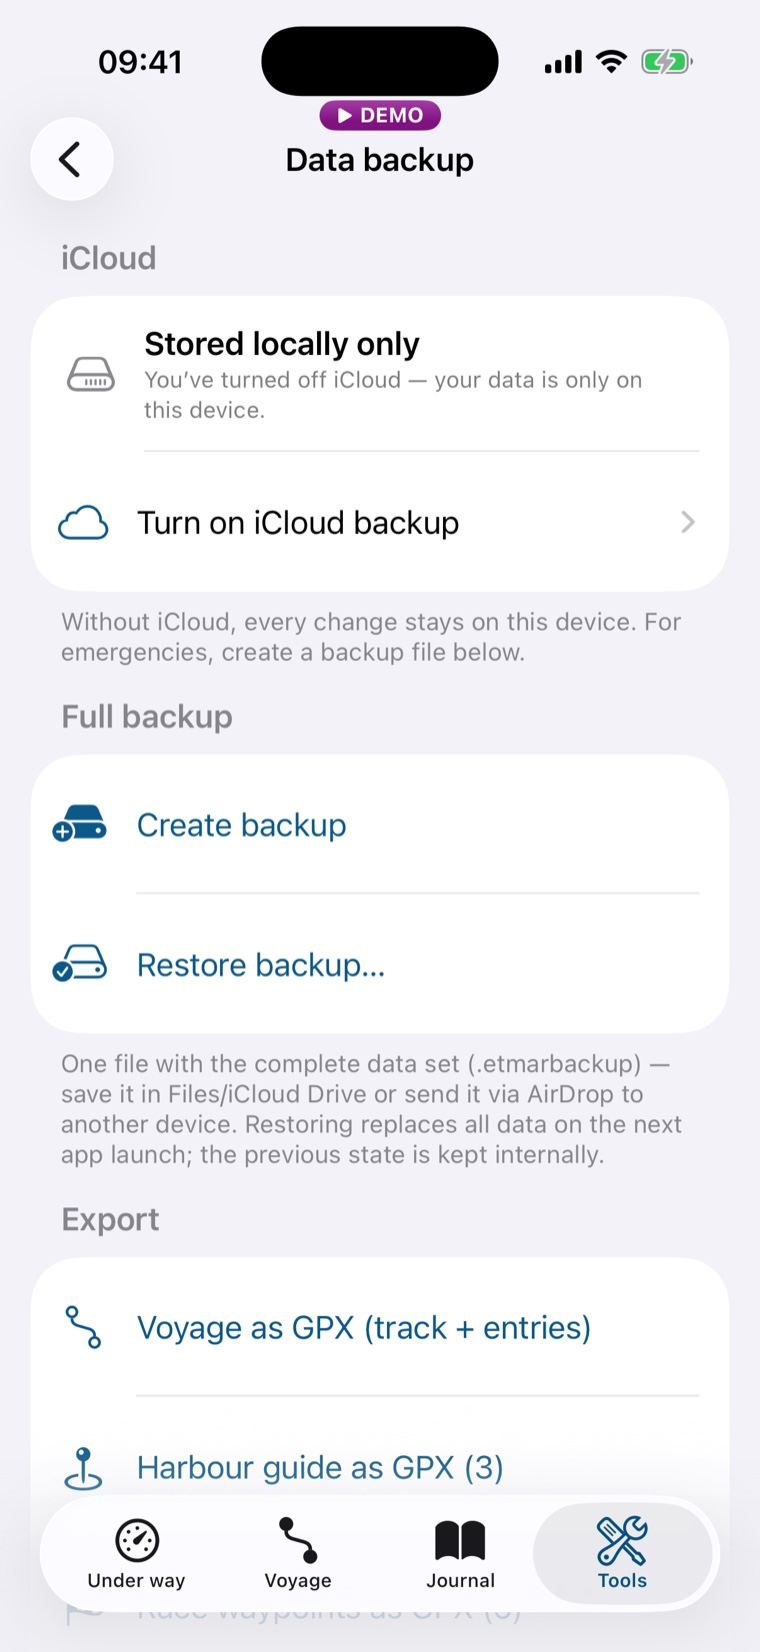 09:41
DEMO
Data backup
iCloud
Stored locally only
You’ve turned off iCloud — your data is only on
this device.
Turn on iCloud backup
Without iCloud, every change stays on this device. For
emergencies, create a backup file below.
Full backup
Create backup
Restore backup...
One file with the complete data set (.etmarbackup) —
save it in Files/iCloud Drive or send it via AirDrop to
another device. Restoring replaces all data on the next
app launch; the previous state is kept internally.
Export
Voyage as GPX (track + entries)
Harbour guide as GPX (3)
Under way
Voyage
Journal
Tools